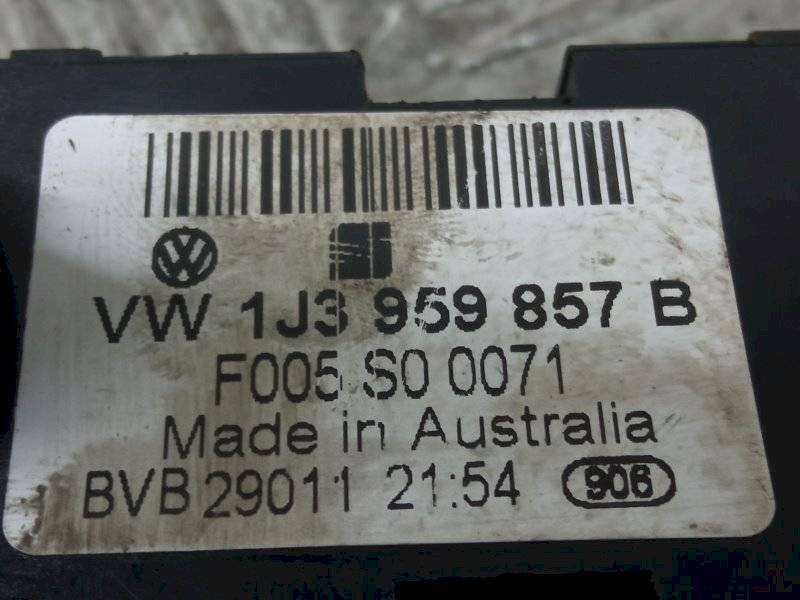 VW 1J3 959 857 B
F005 S0 0071
Made in Australia
BVB 29011 21:54 906